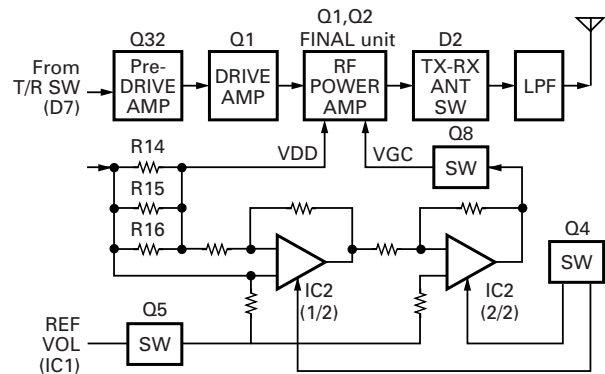 Q32
Q1
Q1,Q2
FINAL unit
D2
From
T/R SW
(D7)
Pre-
DRIVE
AMP
DRIVE
AMP
RF
POWER
AMP
TX-RX
ANT
SW
LPF
R14
VDD
VGC
Q8
SW
R15
R16
Q4
SW
IC2
(1/2)
IC2
(2/2)
REF
VOL
(IC1)
Q5
SW